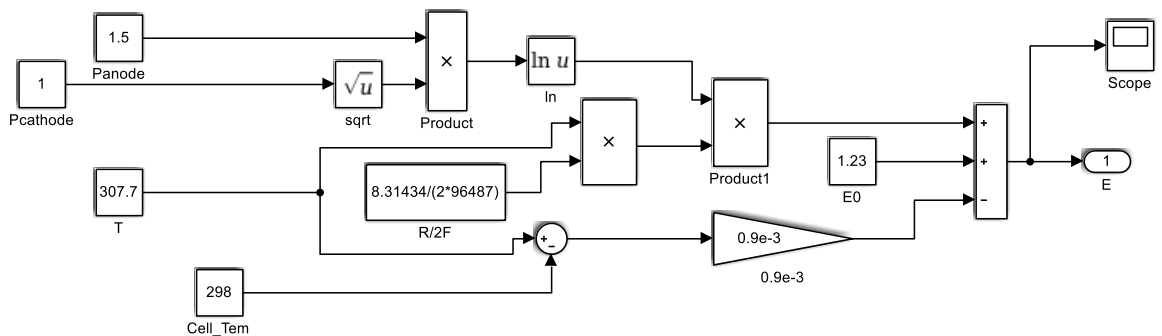 1.5
Panode
1
Pcathode
√u
sqrt
×
Product
ln u
ln
×
×
Product1
307.7
T
8.31434/(2*96487)
R/2F
1.23
E0
+
+
−
Scope
1
E
+
−
0.9e-3
0.9e-3
298
Cell_Tem